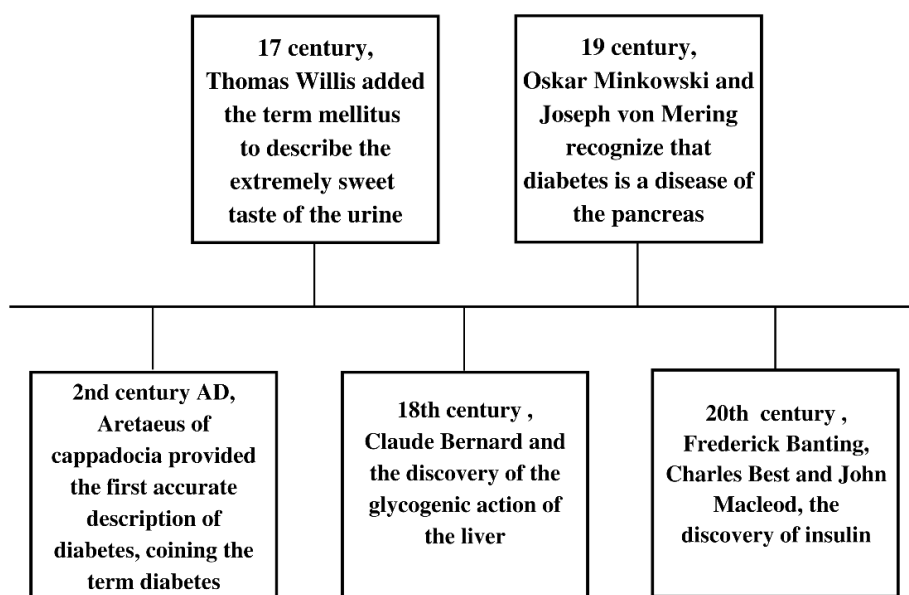 17 century,
Thomas Willis added
the term mellitus
to describe the
extremely sweet
taste of the urine
19 century,
Oskar Minkowski and
Joseph von Mering
recognize that
diabetes is a disease of
the pancreas
2nd century AD,
Aretaeus of
cappadocia provided
the first accurate
description of
diabetes, coining the
term diabetes
18th century ,
Claude Bernard and
the discovery of the
glycogenic action of
the liver
20th  century ,
Frederick Banting,
Charles Best and John
Macleod, the
discovery of insulin